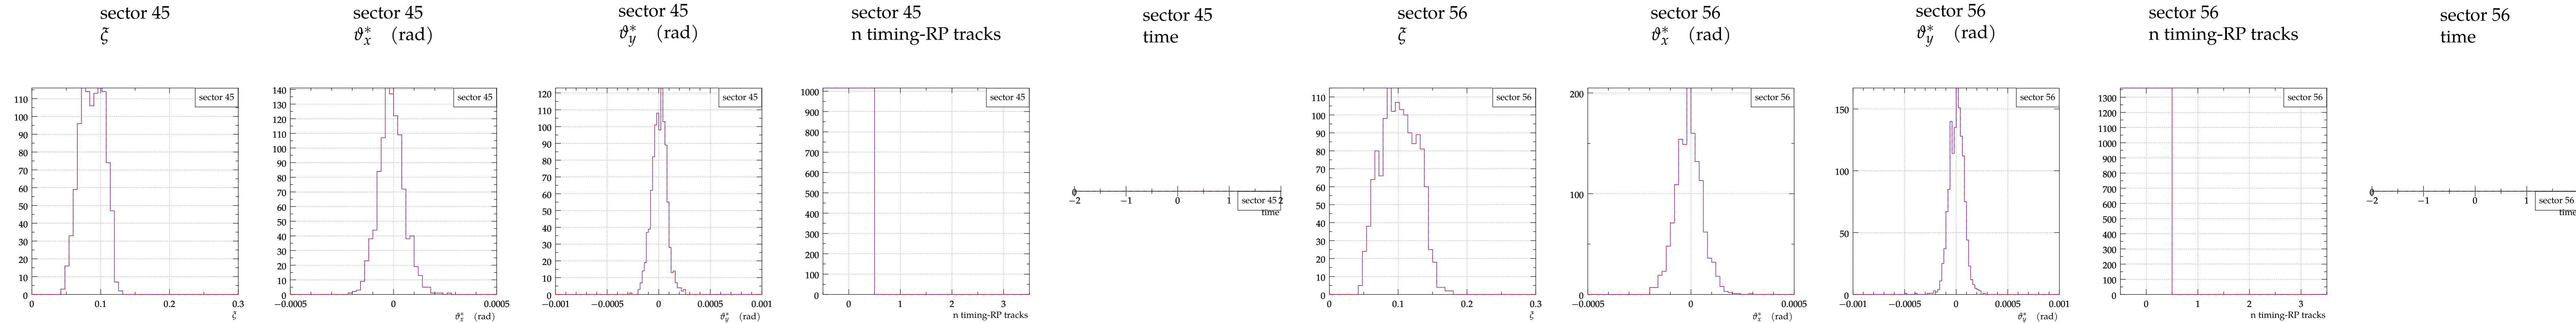 sector 45
ξ
sector 45
ϑ*x (rad)
sector 45
ϑ*y (rad)
sector 45
n timing-RP tracks
sector 45
time
sector 56
ξ
sector 56
ϑ*x (rad)
sector 56
ϑ*y (rad)
sector 56
n timing-RP tracks
sector 56
time
sector 45
110
100
90
80
70
60
50
40
30
20
10
0
0 0.1 0.2 0.3
ξ
sector 45
140
130
120
110
100
90
80
70
60
50
40
30
20
10
0
−0.0005 0 0.0005
ϑ*x (rad)
sector 45
120
110
100
90
80
70
60
50
40
30
20
10
0
−0.001 −0.0005 0 0.0005 0.001
ϑ*y (rad)
sector 45
1000
900
800
700
600
500
400
300
200
100
0
0 1 2 3
n timing-RP tracks
0
−2 −1 0 1 2
sector 45
time
sector 56
110
100
90
80
70
60
50
40
30
20
10
0
0 0.1 0.2 0.3
ξ
sector 56
200
100
0
−0.0005 0 0.0005
ϑ*x (rad)
sector 56
150
100
50
0
−0.001 −0.0005 0 0.0005 0.001
ϑ*y (rad)
sector 56
1300
1200
1100
1000
900
800
700
600
500
400
300
200
100
0
0 1 2 3
n timing-RP tracks
0
−2 −1 0 1
sector 56
time